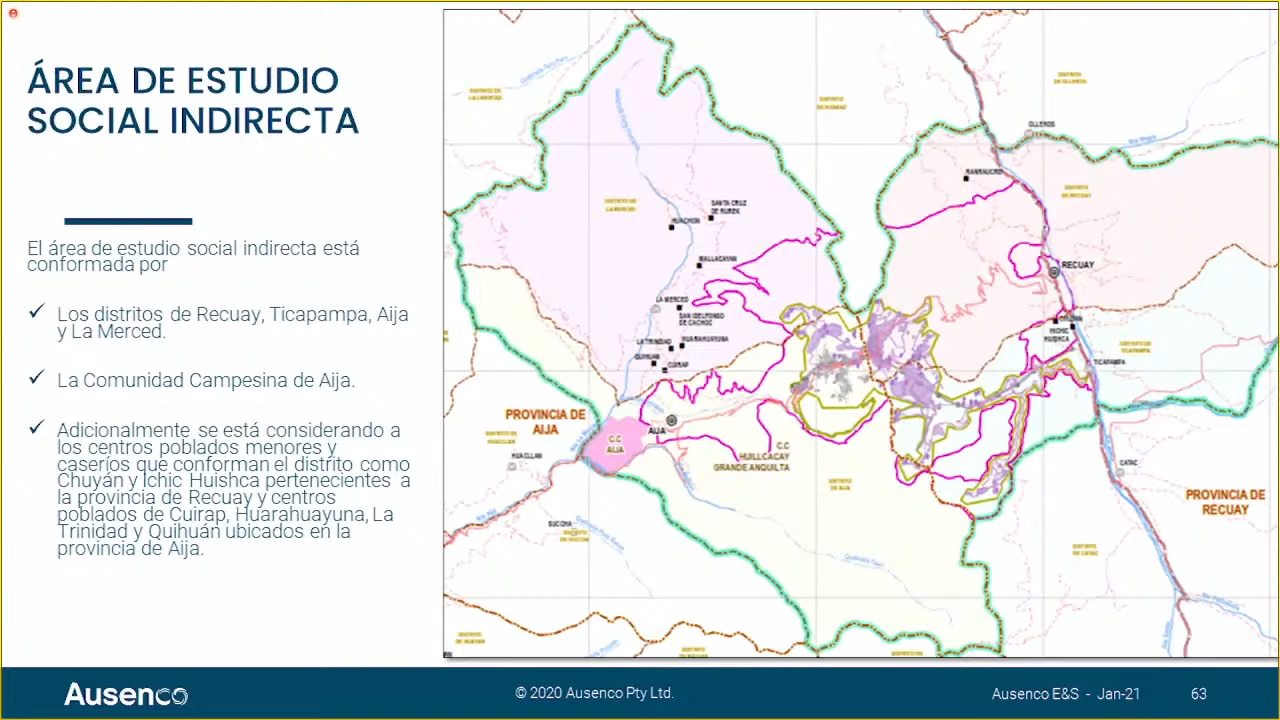 ÁREA DE ESTUDIO
SOCIAL INDIRECTA
El área de estudio social indirecta está
conformada por
✓ Los distritos de Recuay, Ticapampa, Aija
y La Merced.
✓ La Comunidad Campesina de Aija.
✓ Adicionalmente se está considerando a
los centros poblados menores y
caseríos que conforman el distrito como
Chuyán y Ichic Huishca pertenecientes a
la provincia de Recuay y centros
poblados de Cuirap, Huarahuayuna, La
Trinidad y Quihuán ubicados en la
provincia de Aija.
OLLEROS
SANTA CRUZ
DE RUREK
HUACHON
MALLACAYAN
RECUAY
LA MERCED
SAN IDELFONSO
DE CACHOC
LA TRINIDAD
HUARAHUAYUNA
QUIHUAN
CUIRAP
ICHIC
HUISHCA
TICAPAMPA
PROVINCIA DE
AIJA
AIJA
C.C
AIJA
C.C
HUILLCACAY
GRANDE ANQUILTA
HUACLLAN
SUCCHA
CATAC
PROVINCIA DE
RECUAY
Ausenco
© 2020 Ausenco Pty Ltd.
Ausenco E&S - Jan-21
63